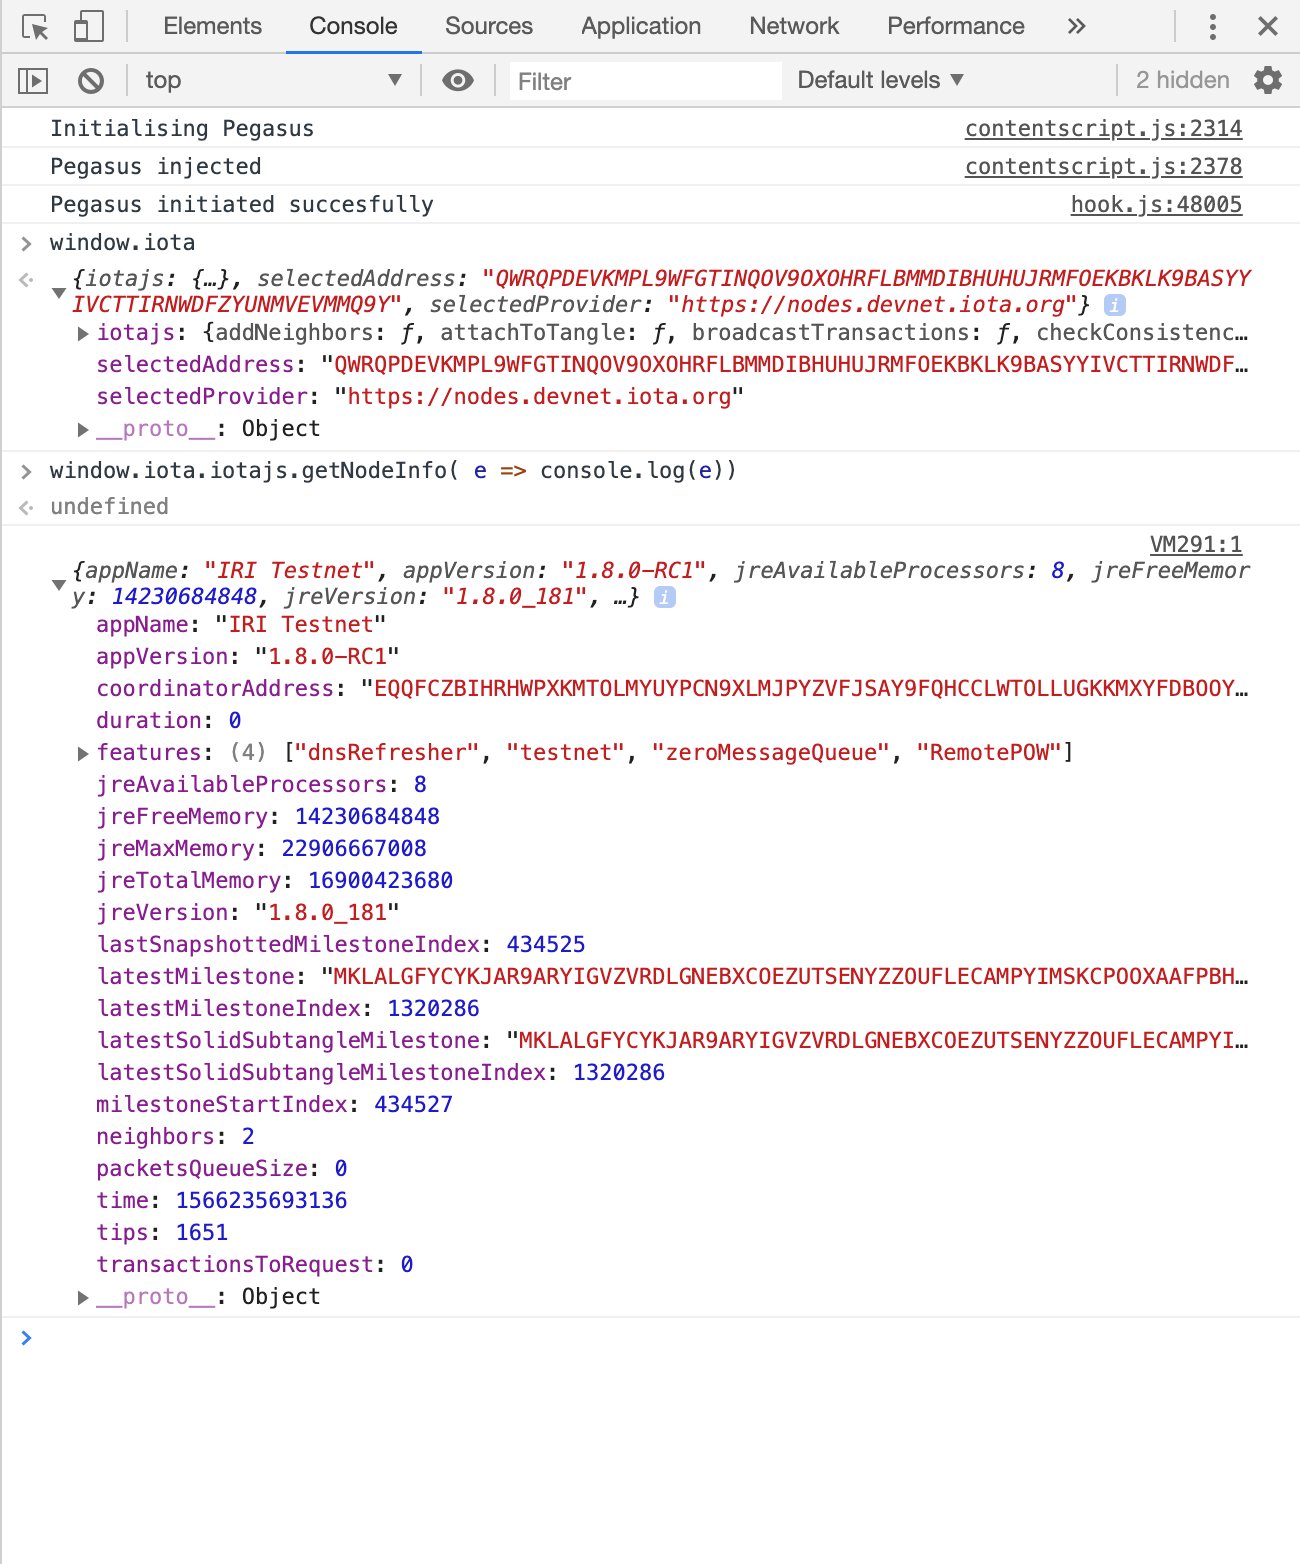 Elements Console Sources Application Network Performance »
top Filter Default levels 2 hidden
Initialising Pegasus contentscript.js:2314
Pegasus injected contentscript.js:2378
Pegasus initiated succesfully hook.js:48005
> window.iota
{iotajs: {…}, selectedAddress: "QWRQPDEVKMPL9WFGTINQOV9OXOHRFLBMMDIBHUHUJRMFOEKBKLK9BASYY
IVCTTIRNWDFZYUNMVEVMMQ9Y", selectedProvider: "https://nodes.devnet.iota.org"} i
iotajs: {addNeighbors: ƒ, attachToTangle: ƒ, broadcastTransactions: ƒ, checkConsistenc…
selectedAddress: "QWRQPDEVKMPL9WFGTINQOV9OXOHRFLBMMDIBHUHUJRMFOEKBKLK9BASYYIVCTTIRNWDF…
selectedProvider: "https://nodes.devnet.iota.org"
__proto__: Object
> window.iota.iotajs.getNodeInfo( e => console.log(e))
undefined
VM291:1
{appName: "IRI Testnet", appVersion: "1.8.0-RC1", jreAvailableProcessors: 8, jreFreeMemor
y: 14230684848, jreVersion: "1.8.0_181", …} i
appName: "IRI Testnet"
appVersion: "1.8.0-RC1"
coordinatorAddress: "EQQFCZBIHRHWPXKMTOLMYUYPCN9XLMJPYZVFJSAY9FQHCCLWTOLLUGKKMXYFDBOOY…
duration: 0
features: (4) ["dnsRefresher", "testnet", "zeroMessageQueue", "RemotePOW"]
jreAvailableProcessors: 8
jreFreeMemory: 14230684848
jreMaxMemory: 22906667008
jreTotalMemory: 16900423680
jreVersion: "1.8.0_181"
lastSnapshottedMilestoneIndex: 434525
latestMilestone: "MKLALGFYCYKJAR9ARYIGVZVRDLGNEBXCOEZUTSENYZZOUFLECAMPYIMSKCPOOXAAFPBH…
latestMilestoneIndex: 1320286
latestSolidSubtangleMilestone: "MKLALGFYCYKJAR9ARYIGVZVRDLGNEBXCOEZUTSENYZZOUFLECAMPYI…
latestSolidSubtangleMilestoneIndex: 1320286
milestoneStartIndex: 434527
neighbors: 2
packetsQueueSize: 0
time: 1566235693136
tips: 1651
transactionsToRequest: 0
__proto__: Object
>